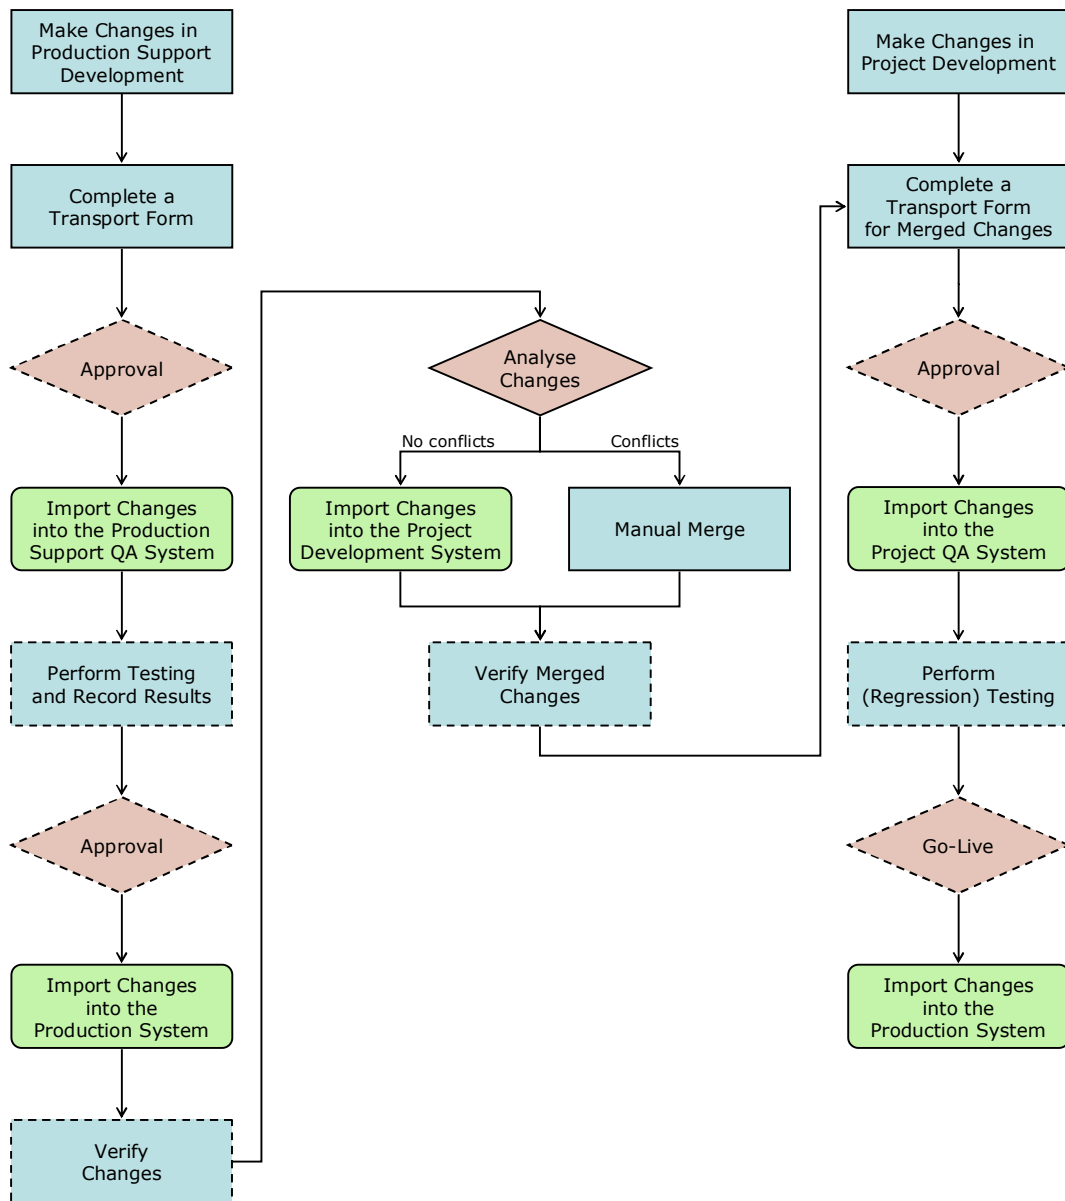 Make Changes in
Production Support
Development
Complete a
Transport Form
Approval
Import Changes
into the Production
Support QA System
Perform Testing
and Record Results
Approval
Import Changes
into the
Production System
Verify
Changes
Analyse
Changes
No conflicts
Conflicts
Import Changes
into the Project
Development System
Manual Merge
Verify Merged
Changes
Make Changes in
Project Development
Complete a
Transport Form
for Merged Changes
Approval
Import Changes
into the
Project QA System
Perform
(Regression) Testing
Go-Live
Import Changes
into the
Production System